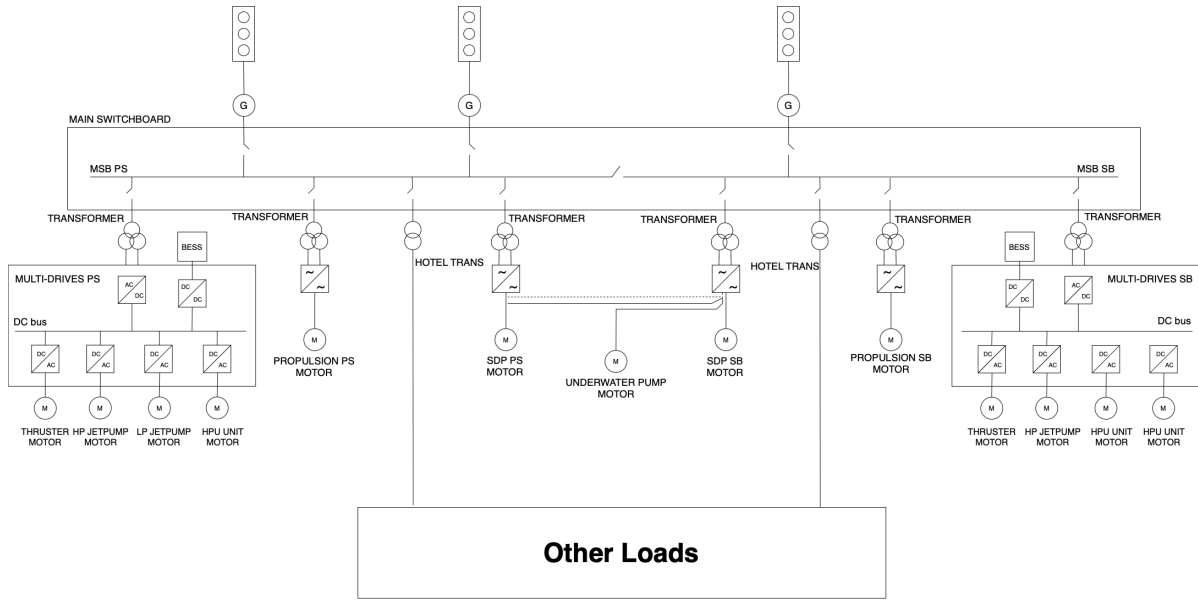 G
G
G
MAIN SWITCHBOARD
MSB PS
MSB SB
TRANSFORMER
TRANSFORMER
TRANSFORMER
TRANSFORMER
TRANSFORMER
TRANSFORMER
BESS
BESS
HOTEL TRANS
HOTEL TRANS
MULTI-DRIVES PS
AC
DC
DC
DC
~
~
~
~
~
~
~
~
DC
DC
AC
DC
MULTI-DRIVES SB
DC bus
DC bus
DC
AC
DC
AC
DC
AC
DC
AC
M
PROPULSION PS
MOTOR
M
SDP PS
MOTOR
M
UNDERWATER PUMP
MOTOR
M
SDP SB
MOTOR
M
PROPULSION SB
MOTOR
DC
AC
DC
AC
DC
AC
DC
AC
M
M
M
M
M
M
M
M
THRUSTER
MOTOR
HP JETPUMP
MOTOR
LP JETPUMP
MOTOR
HPU UNIT
MOTOR
THRUSTER
MOTOR
HP JETPUMP
MOTOR
HPU UNIT
MOTOR
HPU UNIT
MOTOR
Other Loads